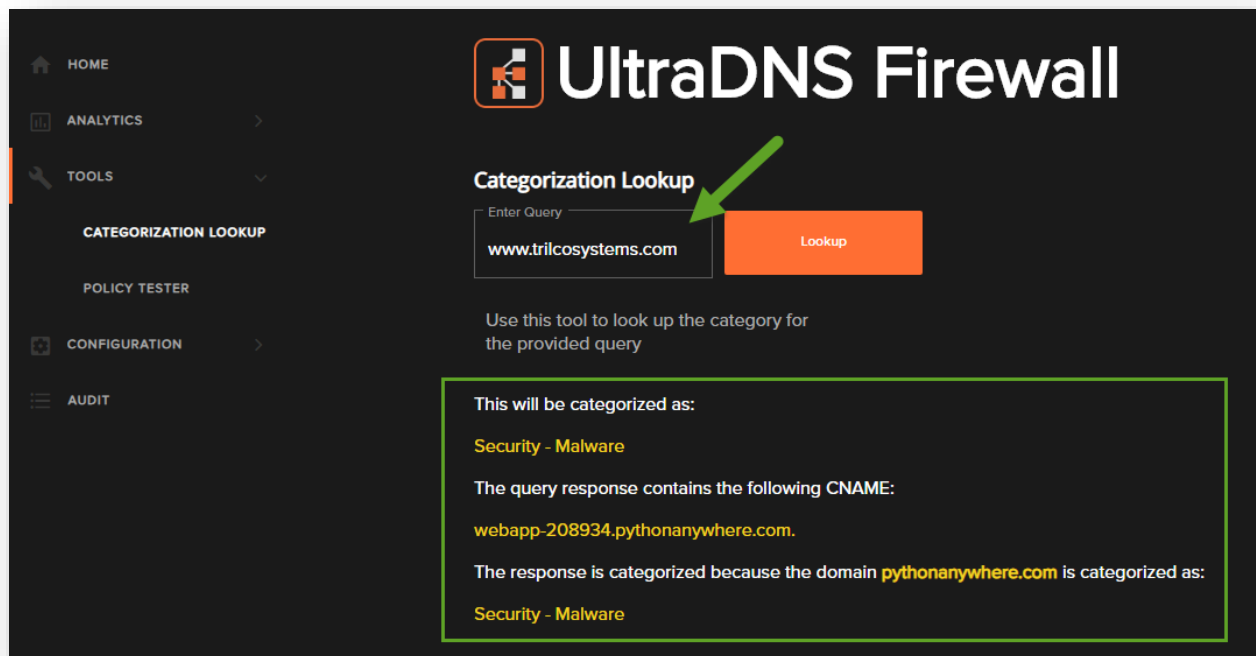 HOME
ANALYTICS
TOOLS
CATEGORIZATION LOOKUP
POLICY TESTER
CONFIGURATION
AUDIT
UltraDNS Firewall
Categorization Lookup
Enter Query
www.trilcosystems.com
Lookup
Use this tool to look up the category for
the provided query
This will be categorized as:
Security - Malware
The query response contains the following CNAME:
webapp-208934.pythonanywhere.com.
The response is categorized because the domain pythonanywhere.com is categorized as:
Security - Malware